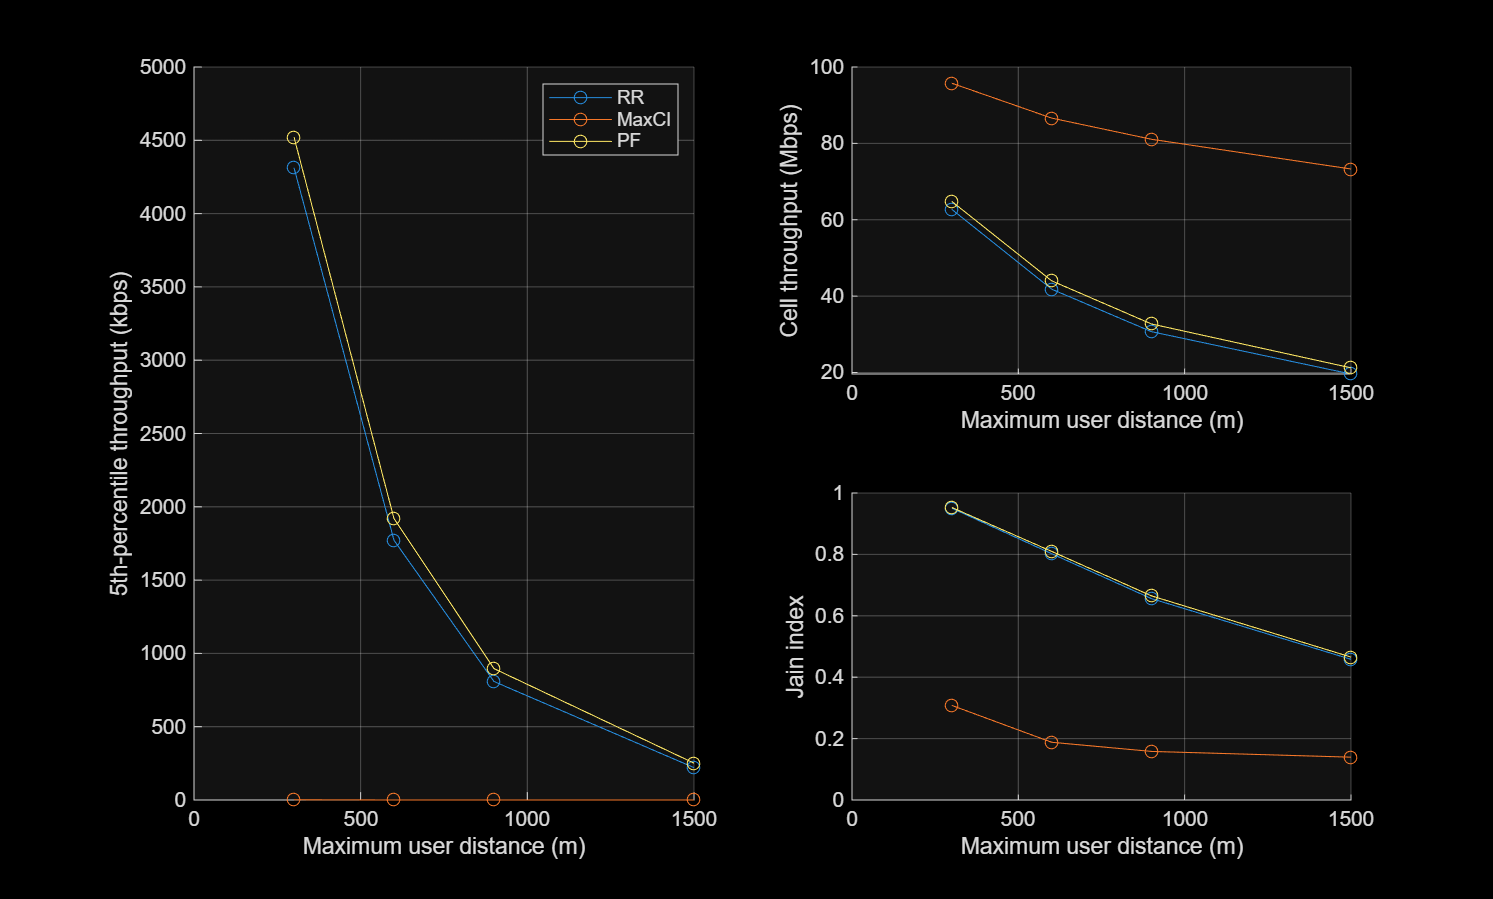 5000
4500
4000
3500
3000
2500
2000
1500
1000
500
0
0 500 1000 1500
Maximum user distance (m)
5th-percentile throughput (kbps)
RR
MaxCI
PF
100
80
60
40
20
0 500 1000 1500
Maximum user distance (m)
Cell throughput (Mbps)
1
0.8
0.6
0.4
0.2
0
0 500 1000 1500
Maximum user distance (m)
Jain index